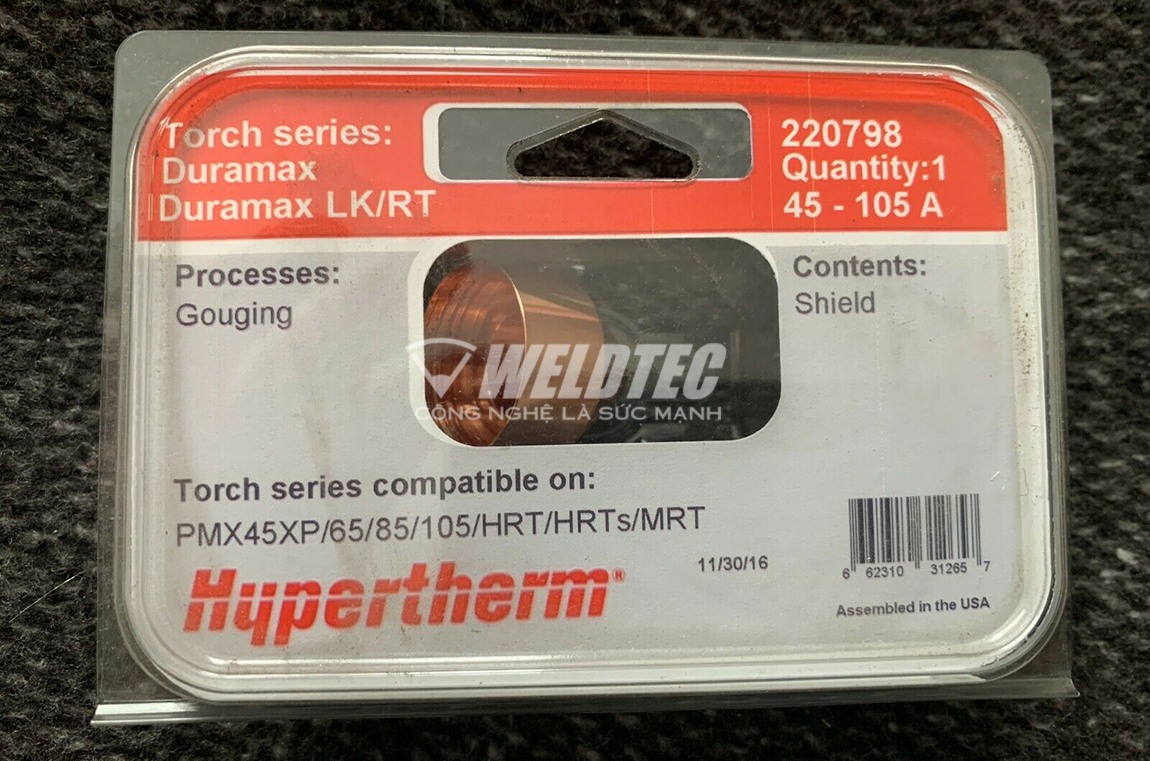 Torch series:
Duramax
Duramax LK/RT
220798
Quantity:1
45 - 105 A
Processes:
Gouging
Contents:
Shield
WELDTEC
CÔNG NGHỆ LÀ SỨC MẠNH
Torch series compatible on:
PMX45XP/65/85/105/HRT/HRTs/MRT
Hypertherm®
11/30/16
6 62310 31265 7
Assembled in the USA